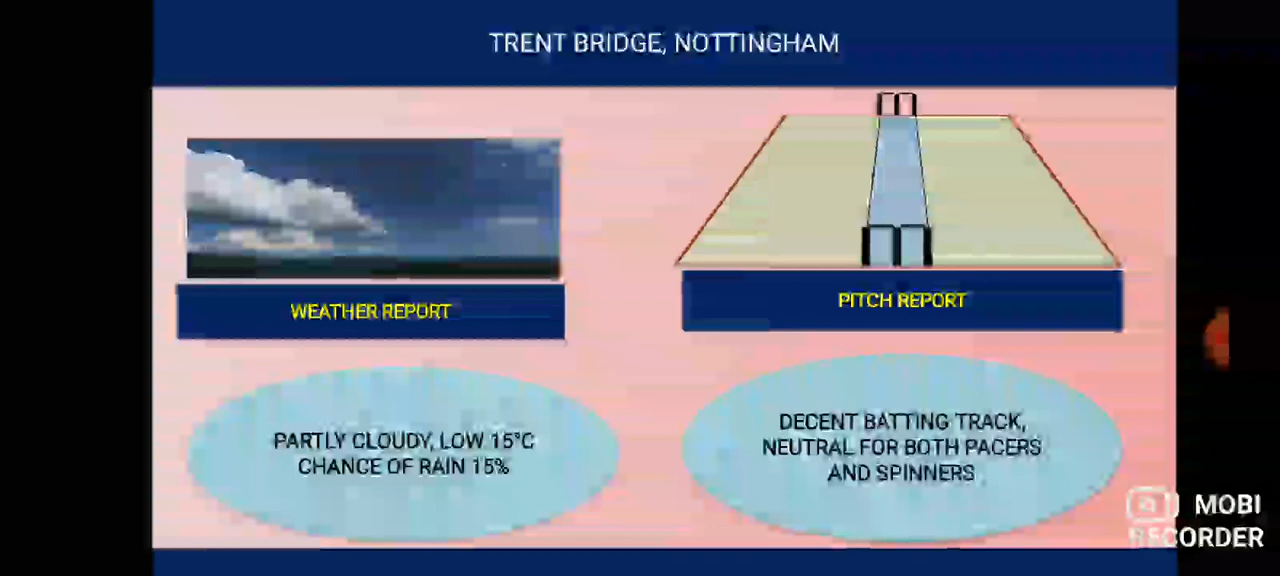 TRENT BRIDGE, NOTTINGHAM
WEATHER REPORT
PITCH REPORT
PARTLY CLOUDY, LOW 15°C
CHANCE OF RAIN 15%
DECENT BATTING TRACK,
NEUTRAL FOR BOTH PACERS
AND SPINNERS
MOBI
RECORDER